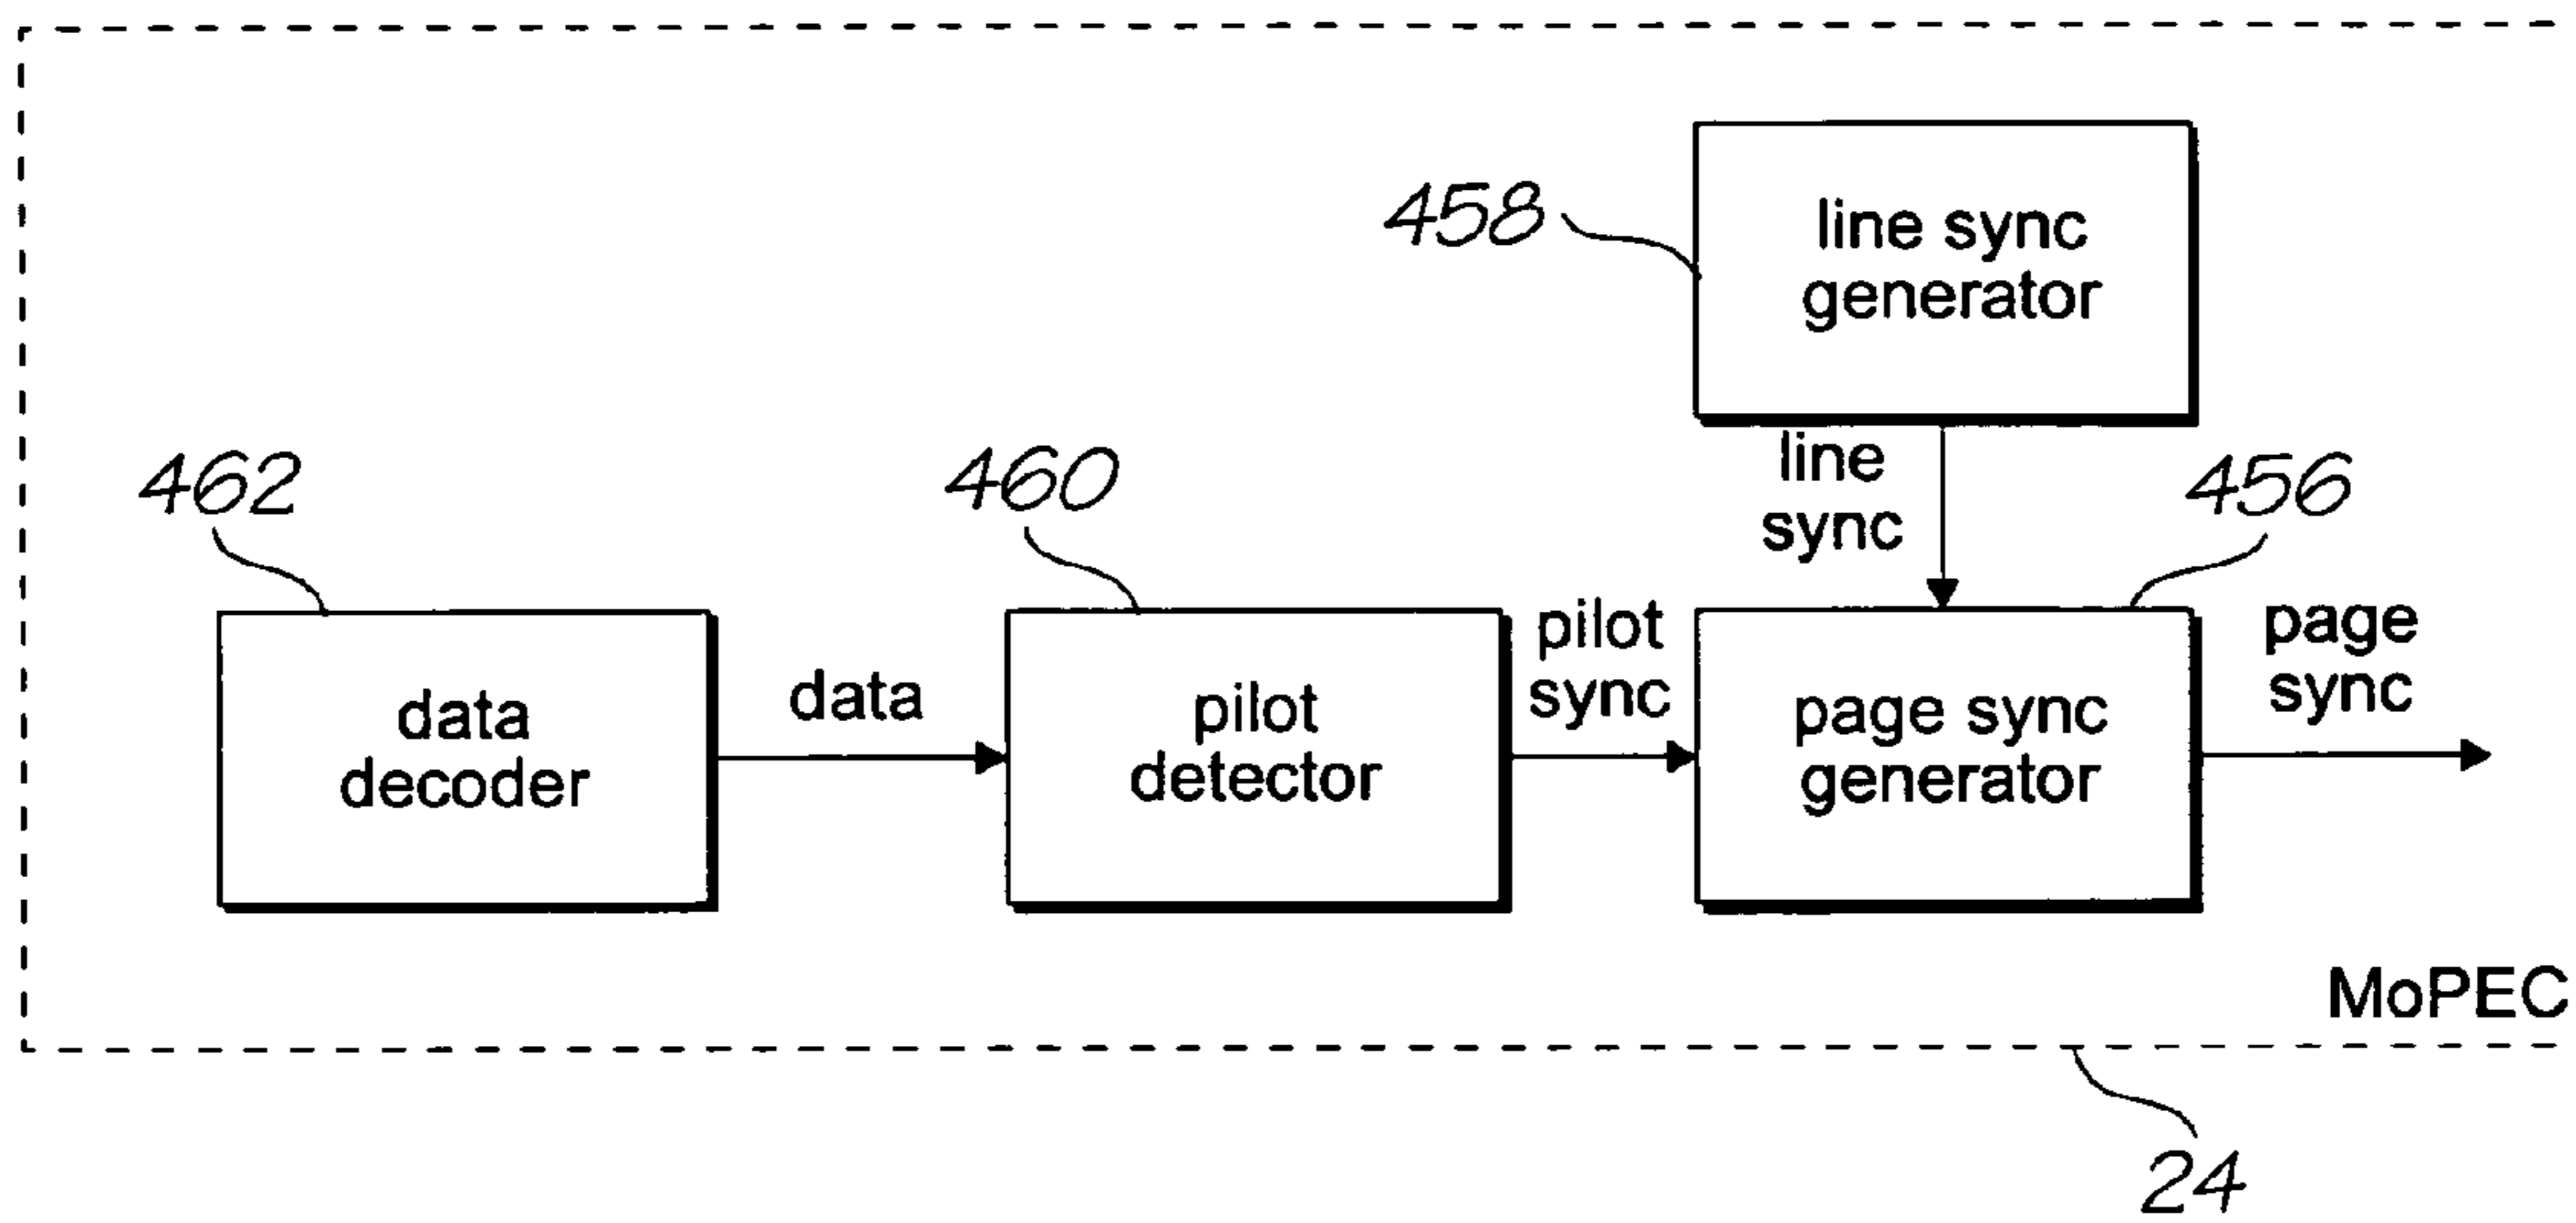 458
line sync
generator
line
sync
462
460
456
data
decoder
data
pilot
detector
pilot
sync
page sync
generator
page
sync
MoPEC
24